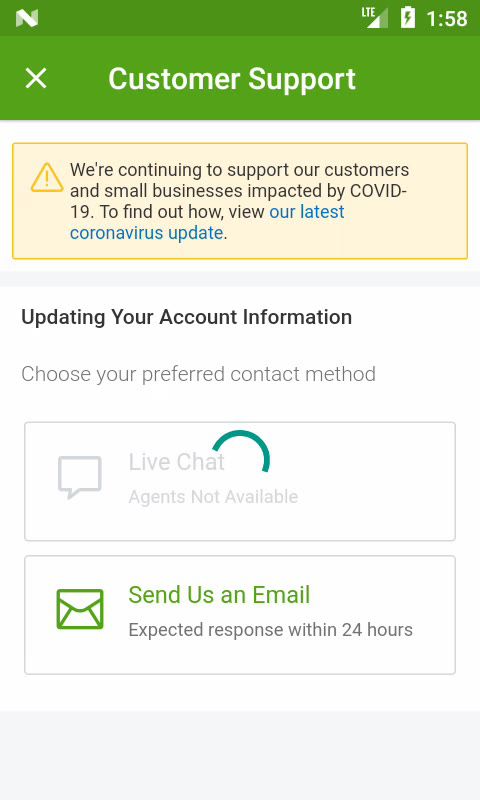 LTE 1:58
Customer Support
We're continuing to support our customers
and small businesses impacted by COVID-
19. To find out how, view our latest
coronavirus update.
Updating Your Account Information
Choose your preferred contact method
Live Chat
Agents Not Available
Send Us an Email
Expected response within 24 hours